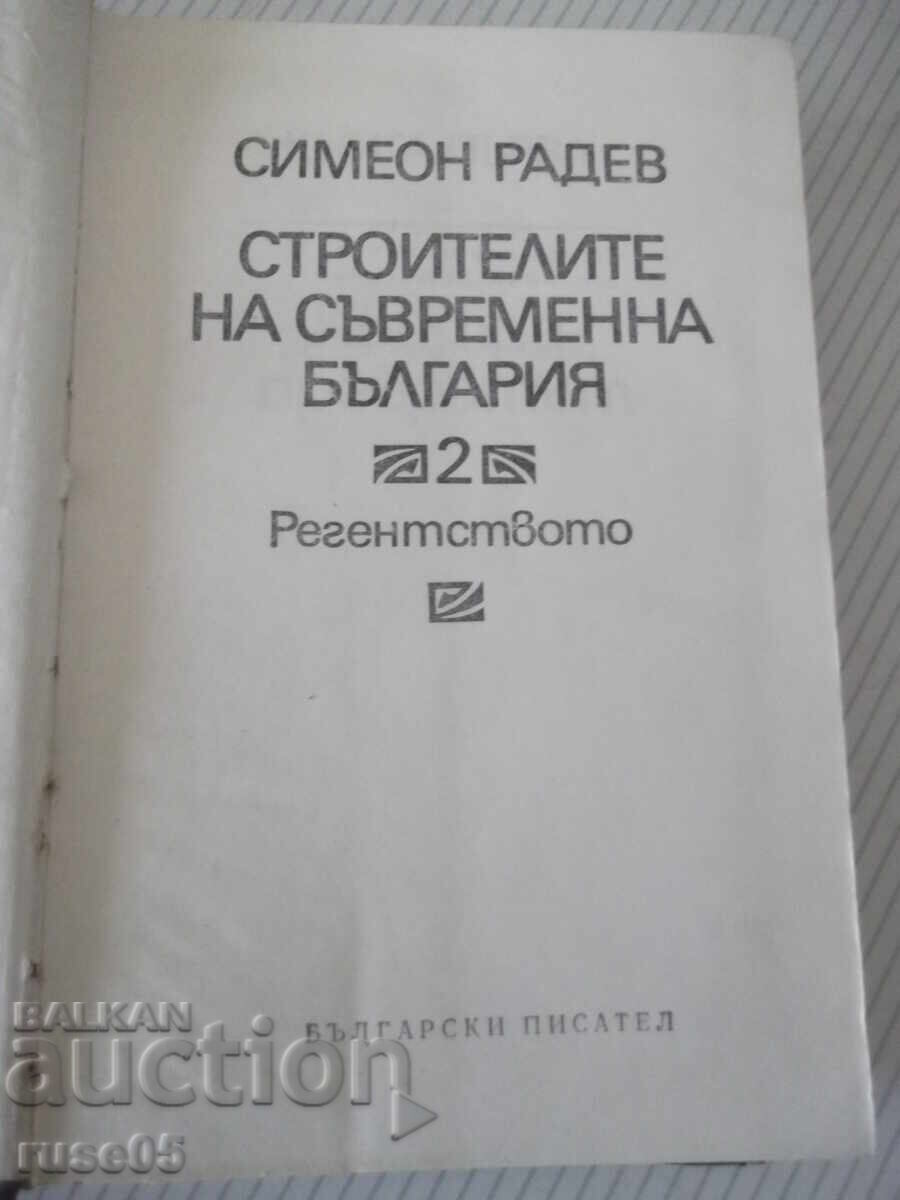 СИМЕОН РАДЕВ
СТРОИТЕЛИТЕ
НА СЪВРЕМЕННА
БЪЛГАРИЯ
2
Регентството
БЪЛГАРСКИ ПИСАТЕЛ
BALKAN
auction
ruse05